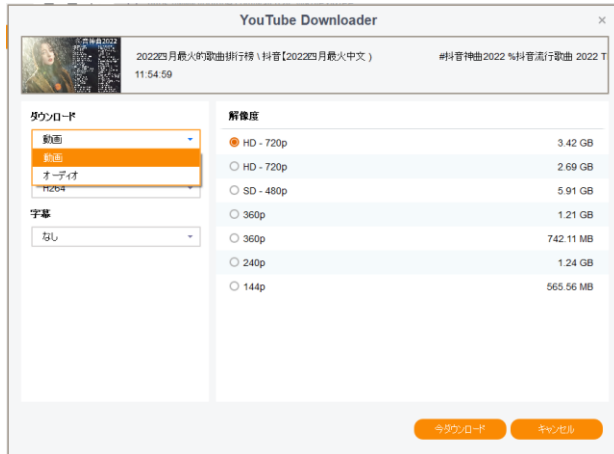 YouTube Downloader
×
抖音神曲2022
2022四月最火的歌曲排行榜 \ 抖音【2022四月最火中文 )
#抖音神曲2022 %抖音流行歌曲 2022 T
11:54:59
ダウンロード
動画
動画
オーディオ
H264
字幕
なし
解像度
HD - 720p 3.42 GB
HD - 720p 2.69 GB
SD - 480p 5.91 GB
360p 1.21 GB
360p 742.11 MB
240p 1.24 GB
144p 565.56 MB
今ダウンロード
キャンセル